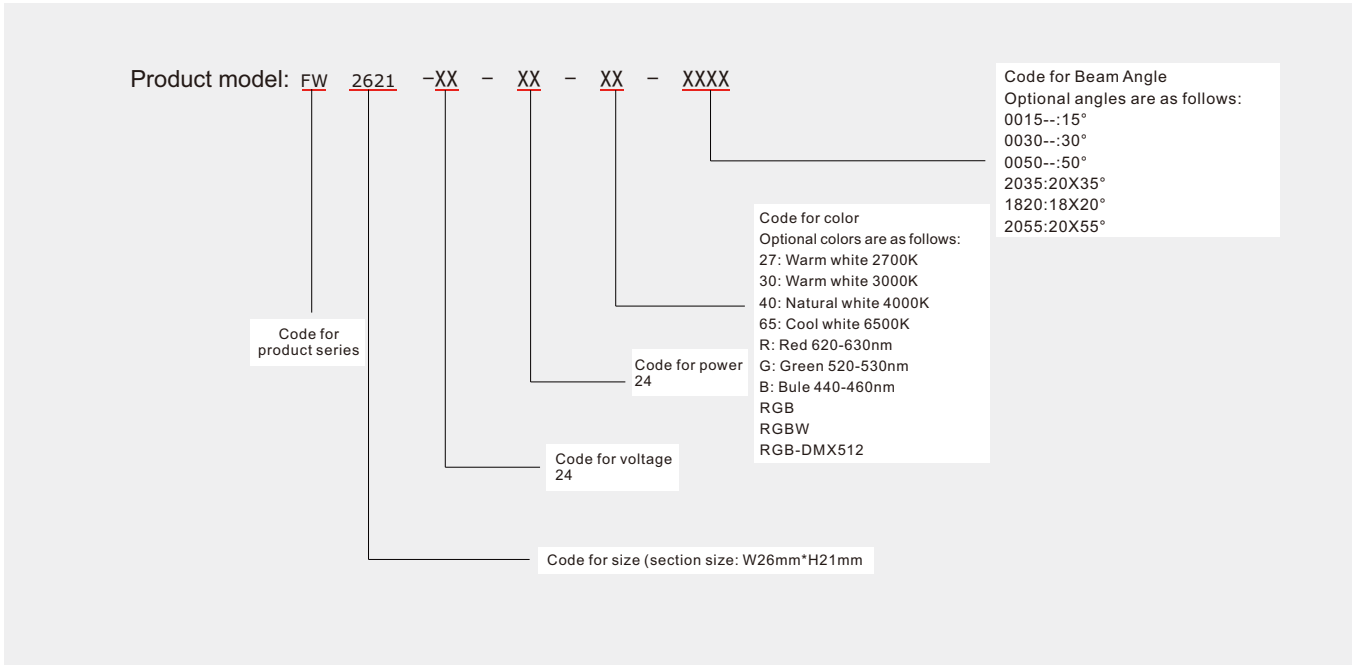 Product model: FW 2621 -XX - XX - XX - XXXX
Code for Beam Angle
Optional angles are as follows:
0015--:15°
0030--:30°
0050--:50°
2035:20X35°
1820:18X20°
2055:20X55°
Code for color
Optional colors are as follows:
27: Warm white 2700K
30: Warm white 3000K
40: Natural white 4000K
65: Cool white 6500K
R: Red 620-630nm
G: Green 520-530nm
B: Bule 440-460nm
RGB
RGBW
RGB-DMX512
Code for
product series
Code for power
24
Code for voltage
24
Code for size (section size: W26mm*H21mm